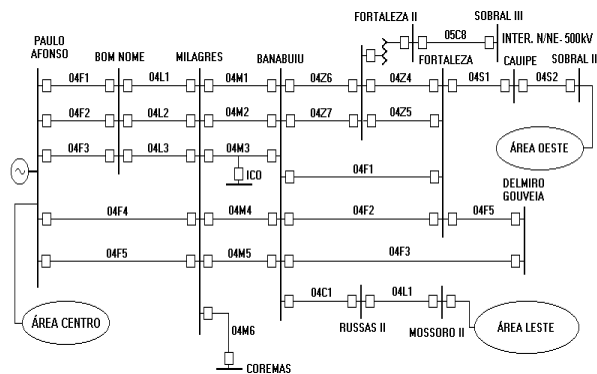 FORTALEZA II
SOBRAL III
05C8
INTER. N/NE- 500kV
PAULO
AFONSO
BOM NOME
MILAGRES
BANABUIU
FORTALEZA
CAUIPE
SOBRAL II
04F1
04L1
04M1
04Z6
04Z4
04S1
04S2
04F2
04L2
04M2
04Z7
04Z5
04F3
04L3
04M3
ÁREA OESTE
ICO
04F1
DELMIRO
GOUVEIA
04F4
04M4
04F2
04F5
04F5
04M5
04F3
04C1
04L1
ÁREA CENTRO
04M6
RUSSAS II
MOSSORO II
ÁREA LESTE
COREMAS